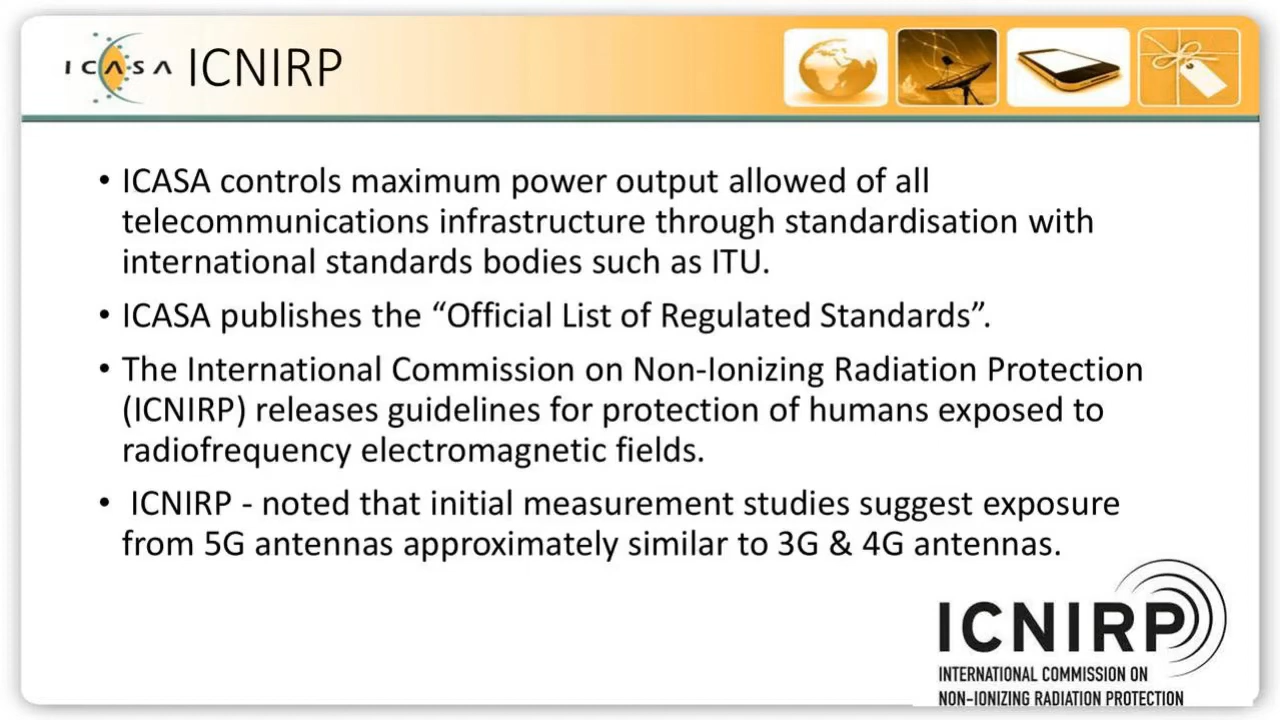 ICASA ICNIRP
• ICASA controls maximum power output allowed of all
telecommunications infrastructure through standardisation with
international standards bodies such as ITU.
• ICASA publishes the “Official List of Regulated Standards”.
• The International Commission on Non-Ionizing Radiation Protection
(ICNIRP) releases guidelines for protection of humans exposed to
radiofrequency electromagnetic fields.
• ICNIRP - noted that initial measurement studies suggest exposure
from 5G antennas approximately similar to 3G & 4G antennas.
ICNIRP
INTERNATIONAL COMMISSION ON
NON-IONIZING RADIATION PROTECTION